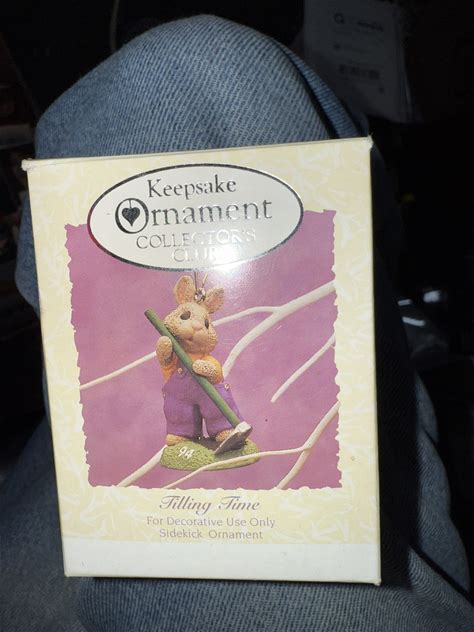 Keepsake
Ornament
COLLECTOR'S
CLUB
94
Tilling Time
For Decorative Use Only
Sidekick Ornament